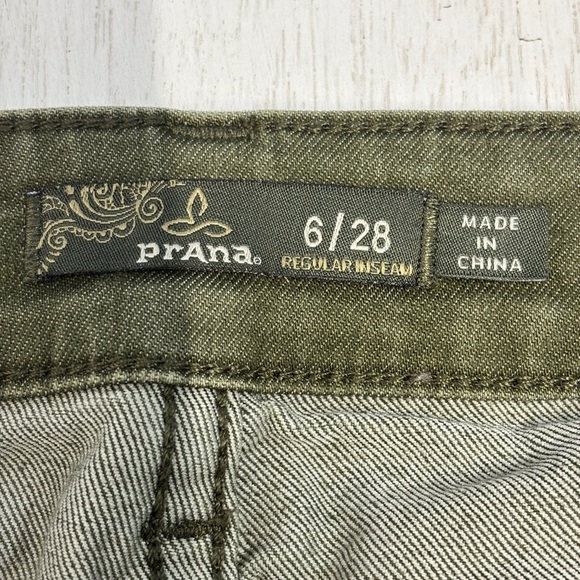 prAna®
6/28
REGULAR INSEAM
MADE
IN
CHINA